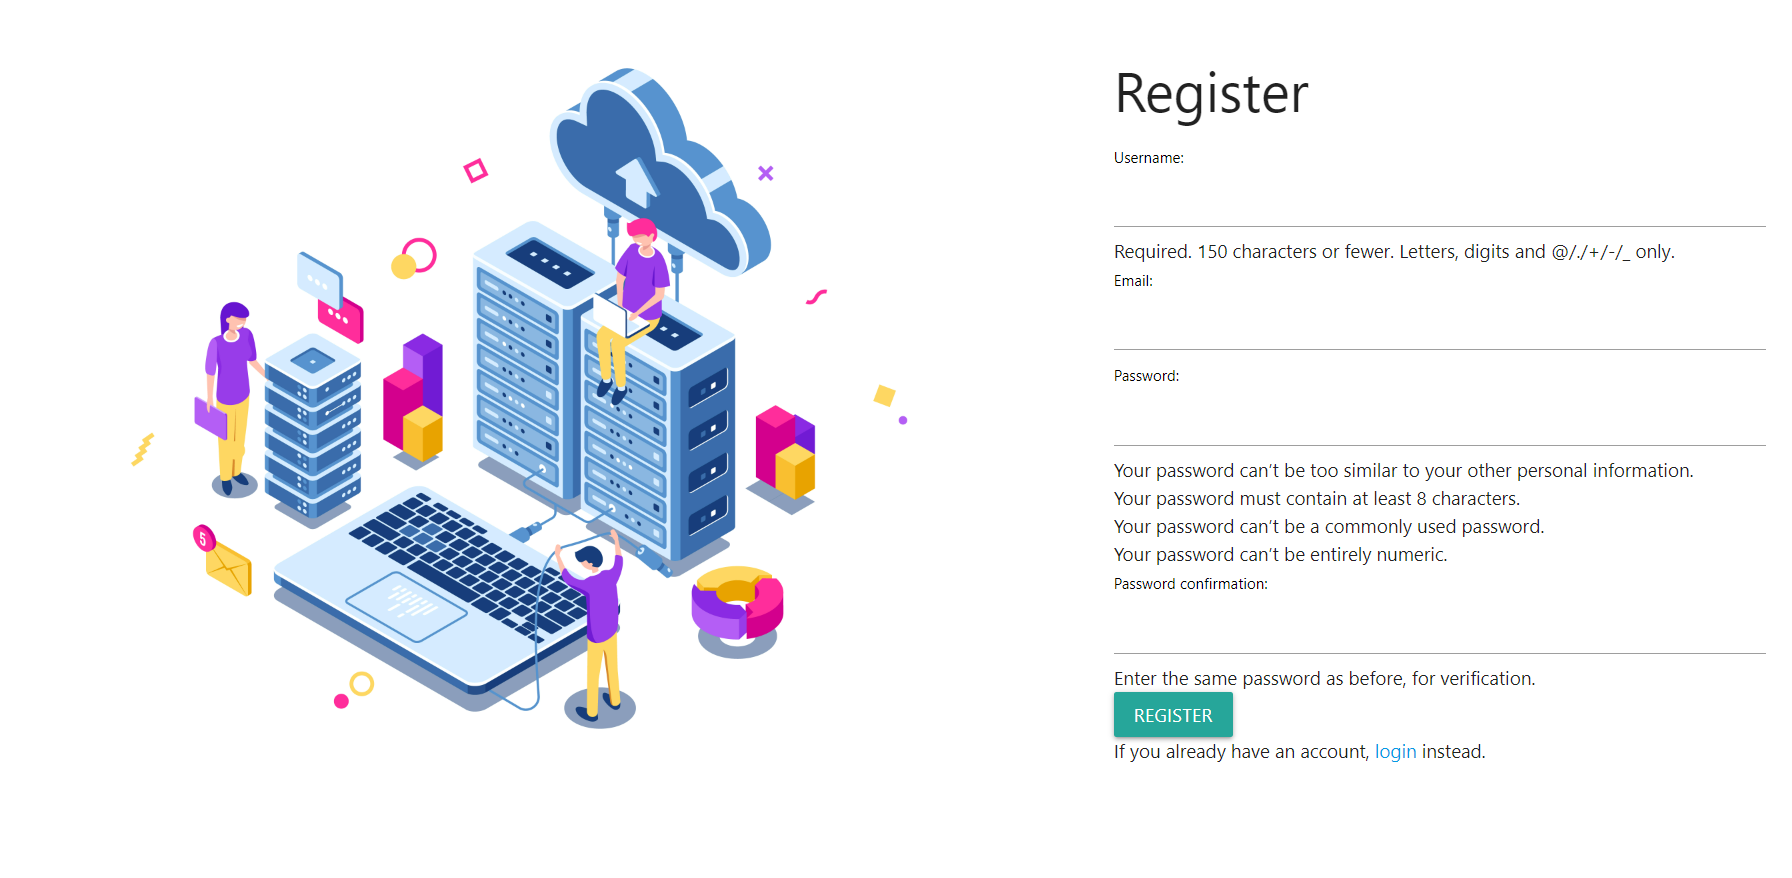 Register
Username:
Required. 150 characters or fewer. Letters, digits and @/./+/-/_ only.
Email:
Password:
Your password can’t be too similar to your other personal information.
Your password must contain at least 8 characters.
Your password can’t be a commonly used password.
Your password can’t be entirely numeric.
Password confirmation:
Enter the same password as before, for verification.
REGISTER
If you already have an account, login instead.
5